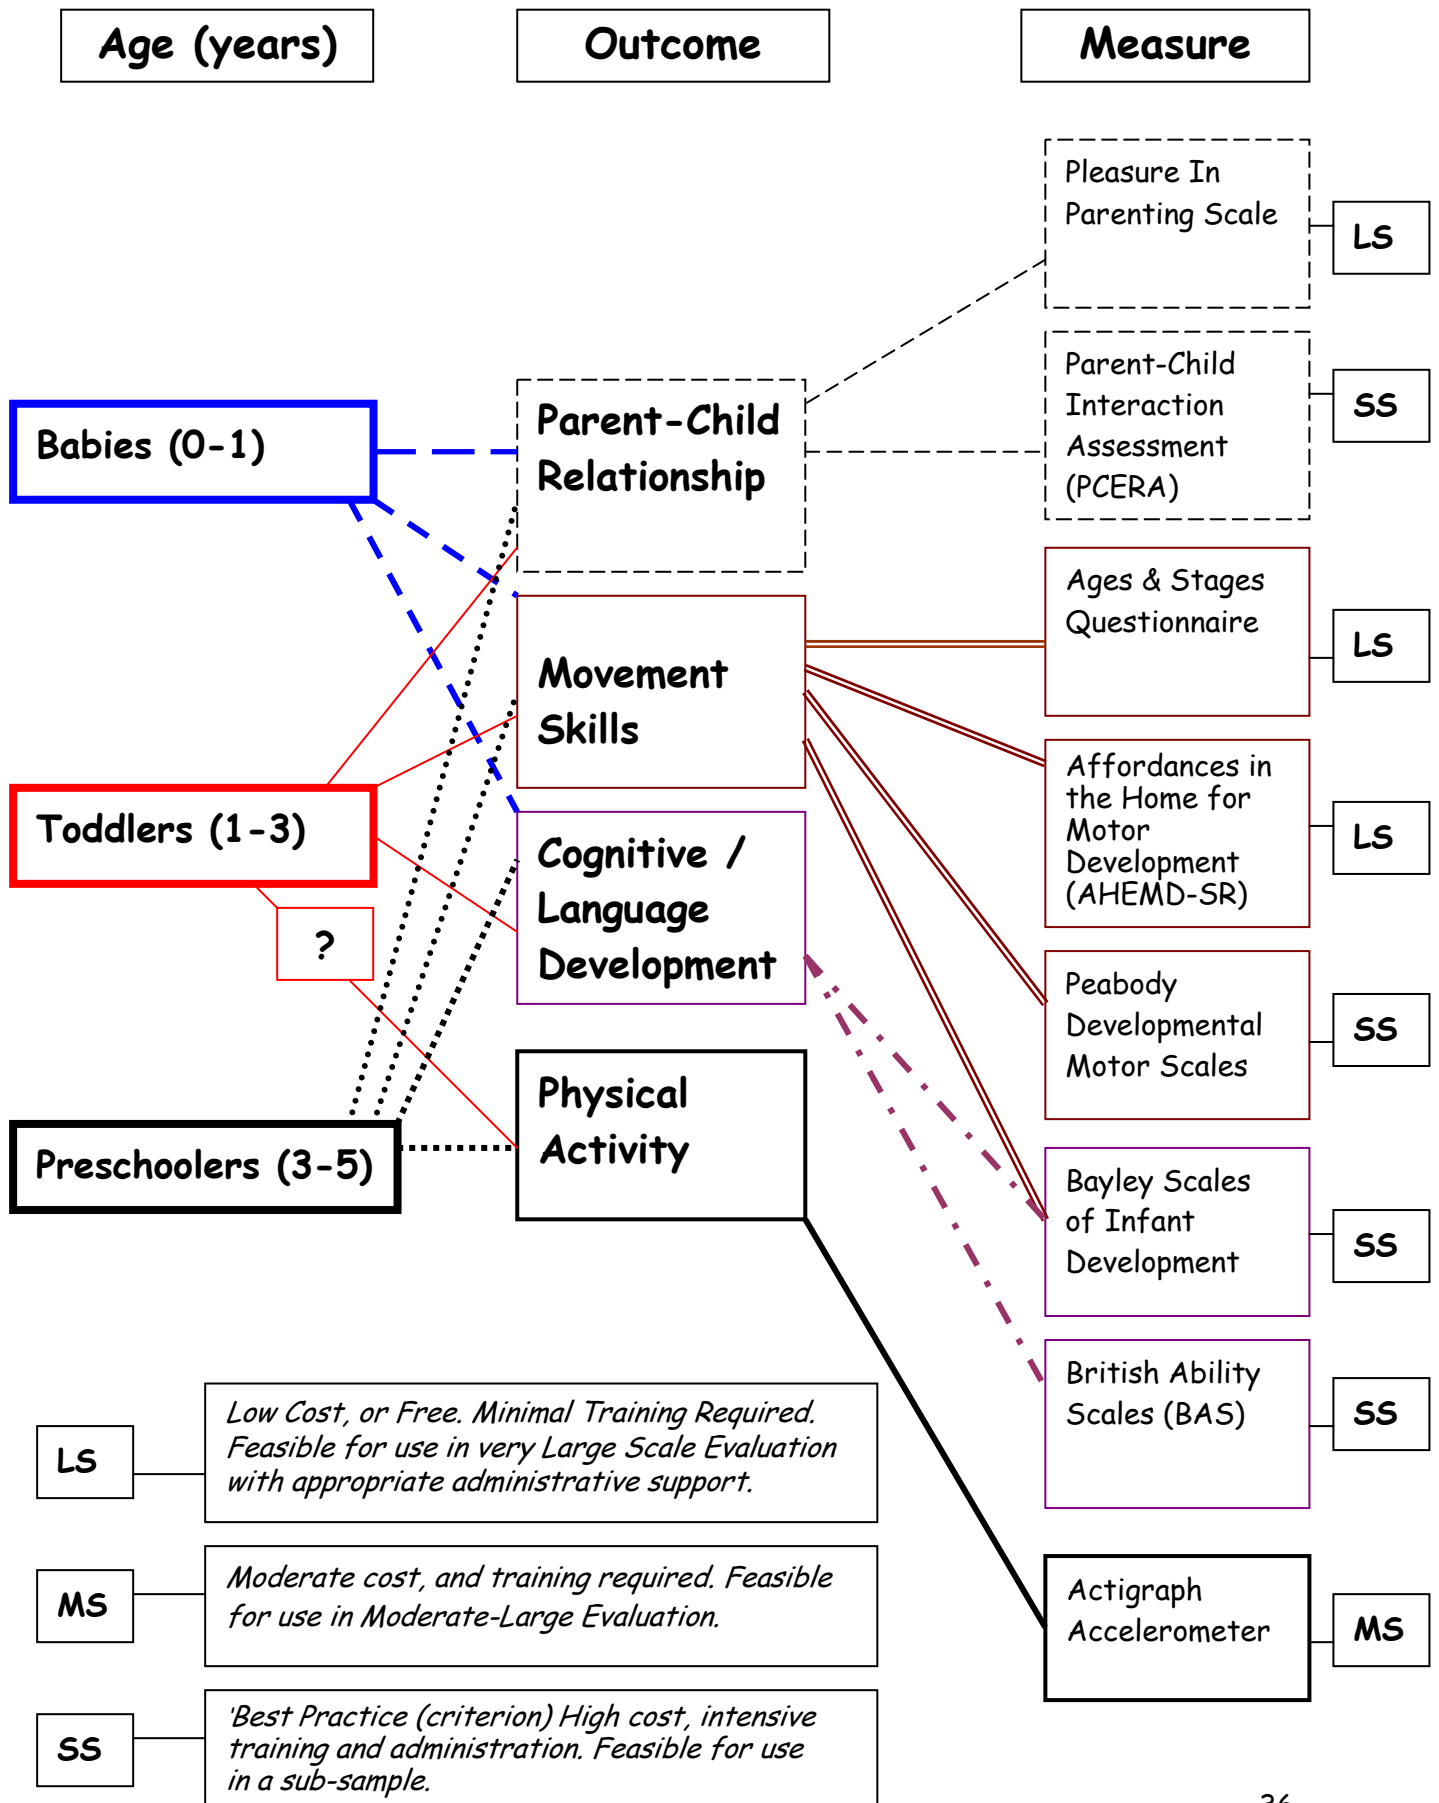 Age (years)
Outcome
Measure
Pleasure In
Parenting Scale
LS
Parent-Child
Interaction
Assessment
(PCERA)
SS
Babies (0-1)
Parent-Child
Relationship
Ages & Stages
Questionnaire
LS
Movement
Skills
Affordances in
the Home for
Motor
Development
(AHEMD-SR)
LS
Toddlers (1-3)
?
Cognitive /
Language
Development
Peabody
Developmental
Motor Scales
SS
Preschoolers (3-5)
Physical
Activity
Bayley Scales
of Infant
Development
SS
British Ability
Scales (BAS)
SS
Actigraph
Accelerometer
MS
LS
Low Cost, or Free. Minimal Training Required.
Feasible for use in very Large Scale Evaluation
with appropriate administrative support.
MS
Moderate cost, and training required. Feasible
for use in Moderate-Large Evaluation.
SS
'Best Practice (criterion) High cost, intensive
training and administration. Feasible for use
in a sub-sample.